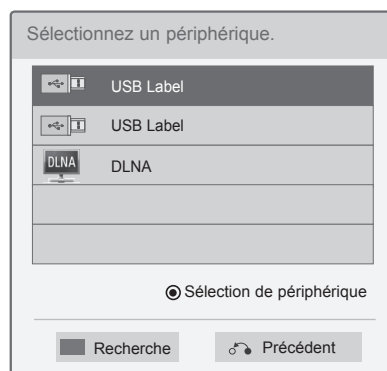 Sélectionnez un périphérique.
USB Label
USB Label
DLNA DLNA
Sélection de périphérique
Recherche Précédent